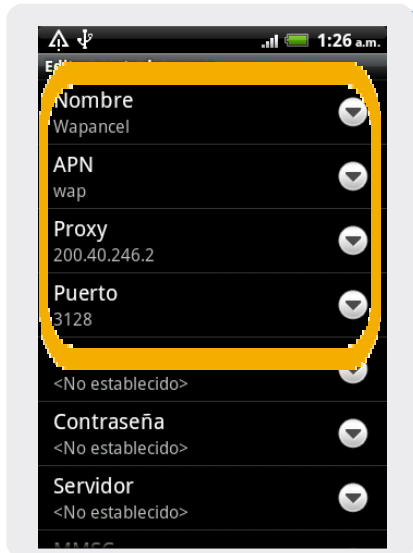 1:26 a.m.
Nombre
Wapancel
APN
wap
Proxy
200.40.246.2
Puerto
3128
<No establecido>
Contraseña
<No establecido>
Servidor
<No establecido>
MMSC